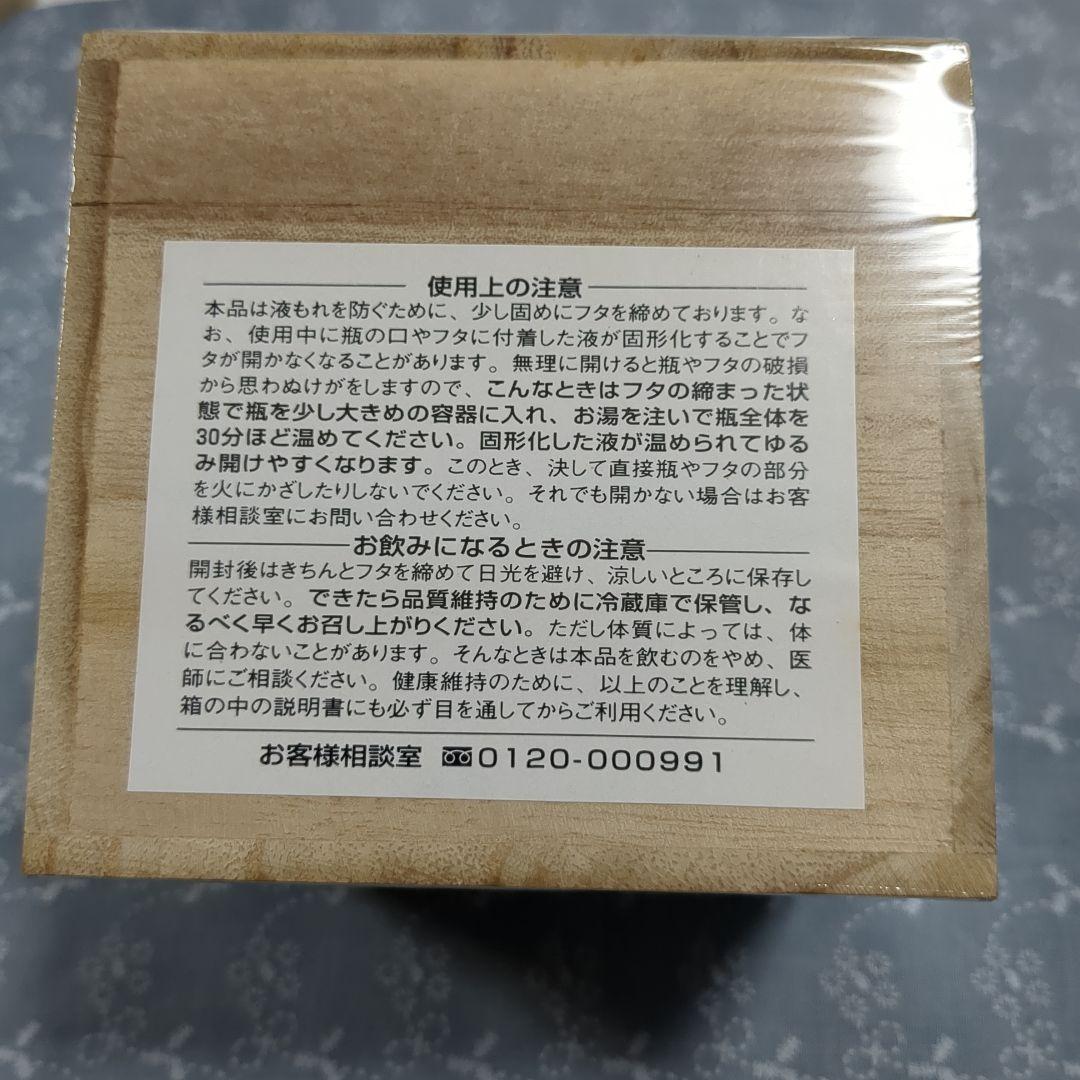 使用上の注意
本品は液もれを防ぐために、少し固めにフタを締めております。な
お、使用中に瓶の口やフタに付着した液が固形化することでフ
タが開かなくなることがあります。無理に開けると瓶やフタの破損
から思わぬけがをしますので、こんなときはフタの締まった状
態で瓶を少し大きめの容器に入れ、お湯を注いで瓶全体を
30分ほど温めてください。固形化した液が温められてゆる
み開けやすくなります。このとき、決して直接瓶やフタの部分
を火にかざしたりしないでください。それでも開かない場合はお客
様相談室にお問い合わせください。
お飲みになるときの注意
開封後はきちんとフタを締めて日光を避け、涼しいところに保存し
てください。できたら品質維持のために冷蔵庫で保管し、な
るべく早くお召し上がりください。ただし体質によっては、体
に合わないことがあります。そんなときは本品を飲むのをやめ、医
師にご相談ください。健康維持のために、以上のことを理解し、
箱の中の説明書にも必ず目を通してからご利用ください。
お客様相談室 0120-000991